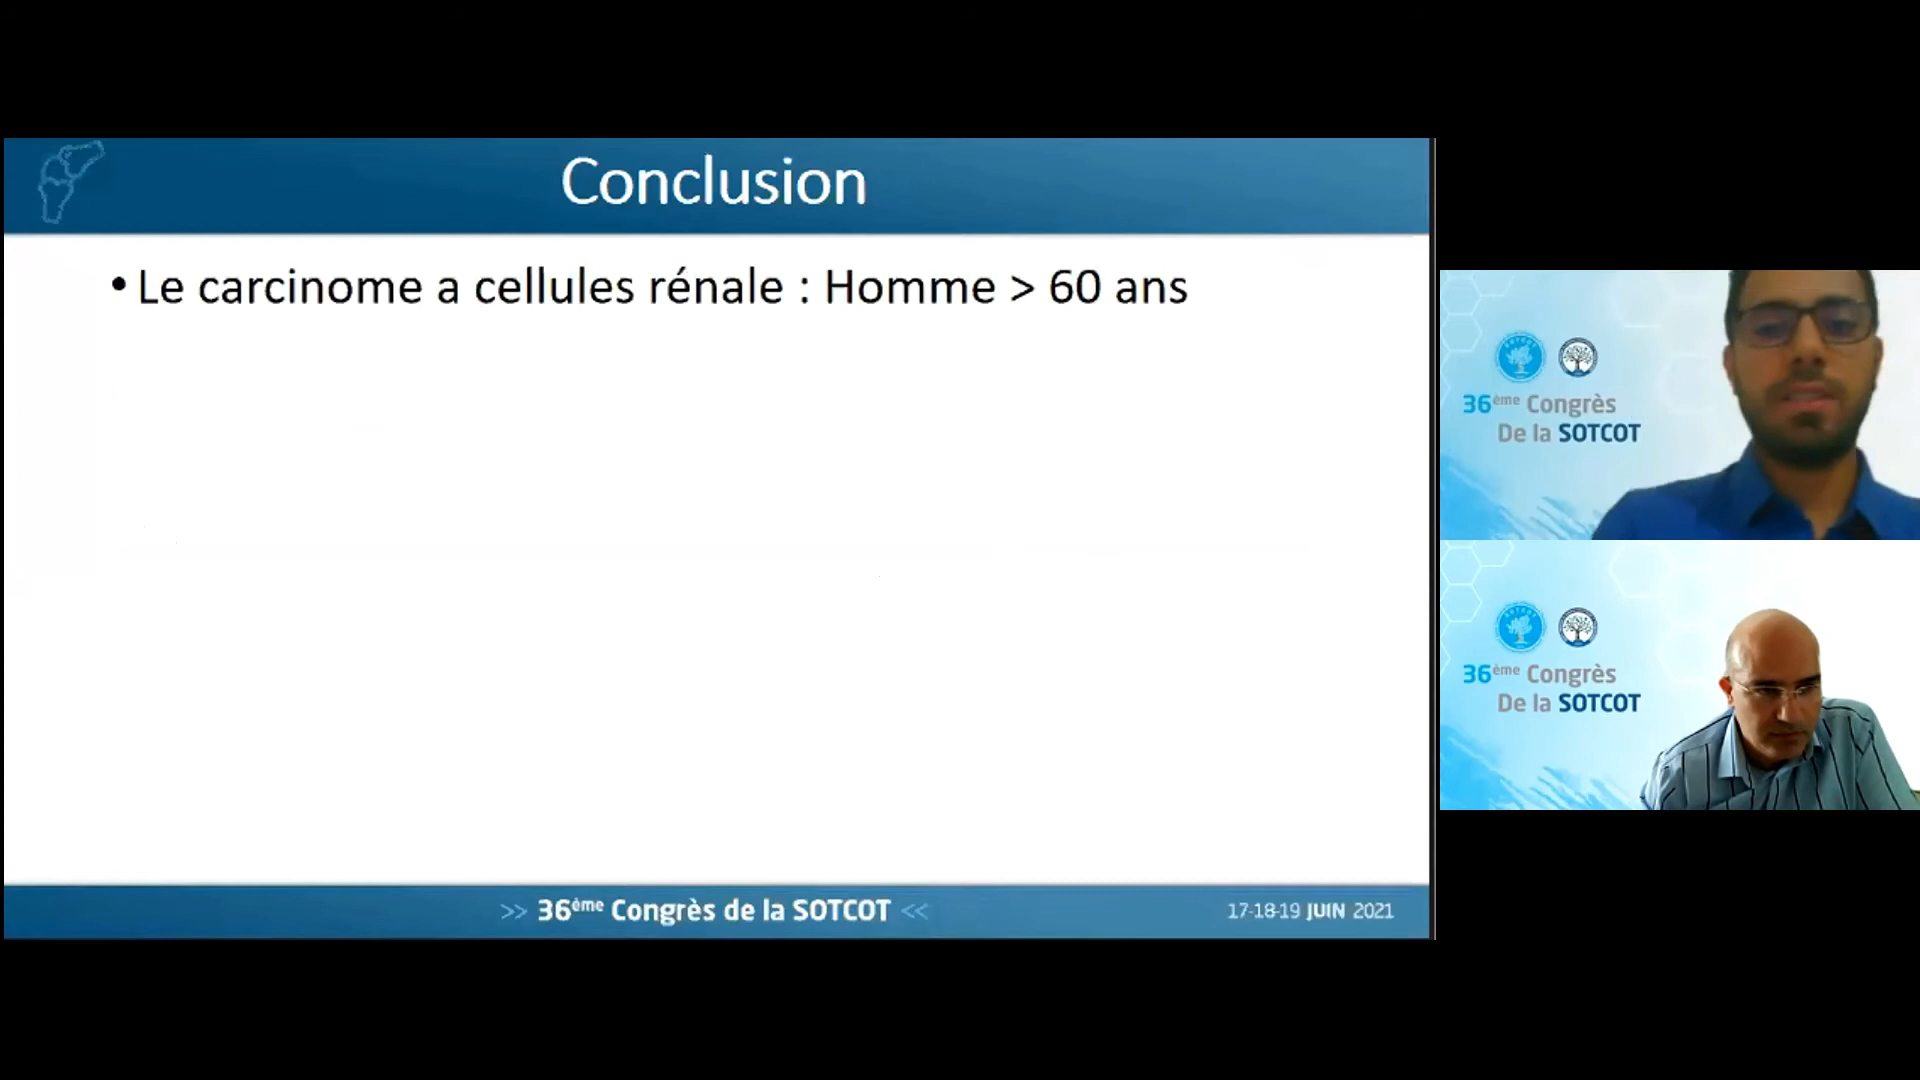 Conclusion
• Le carcinome a cellules rénale : Homme > 60 ans
>> 36ème Congrès de la SOTCOT <<
17-18-19 JUIN 2021
36ème Congrès
De la SOTCOT
36ème Congrès
De la SOTCOT